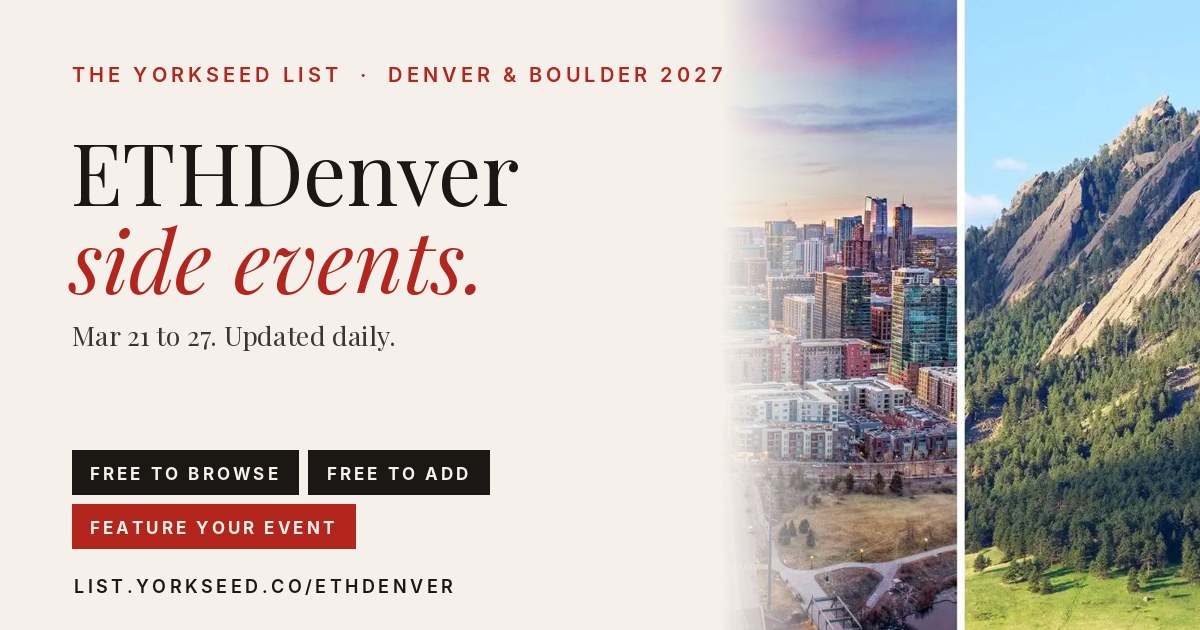 THE YORKSEED LIST · DENVER & BOULDER 2027
ETHDenver
side events.
Mar 21 to 27. Updated daily.
FREE TO BROWSE
FREE TO ADD
FEATURE YOUR EVENT
LIST.YORKSEED.CO/ETHDENVER